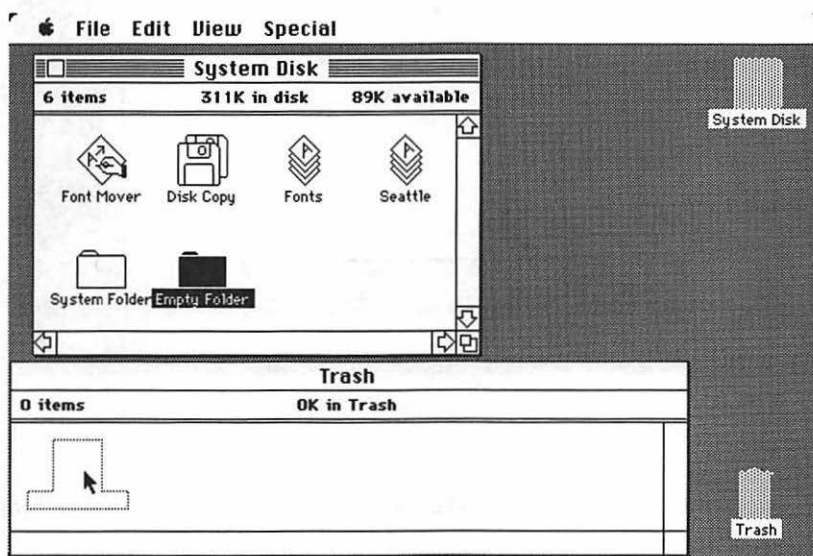 File Edit View Special
System Disk
6 items 311K in disk 89K available
Font Mover Disk Copy Fonts Seattle
System Folder Empty Folder
System Disk
Trash
0 items 0K in Trash
Trash